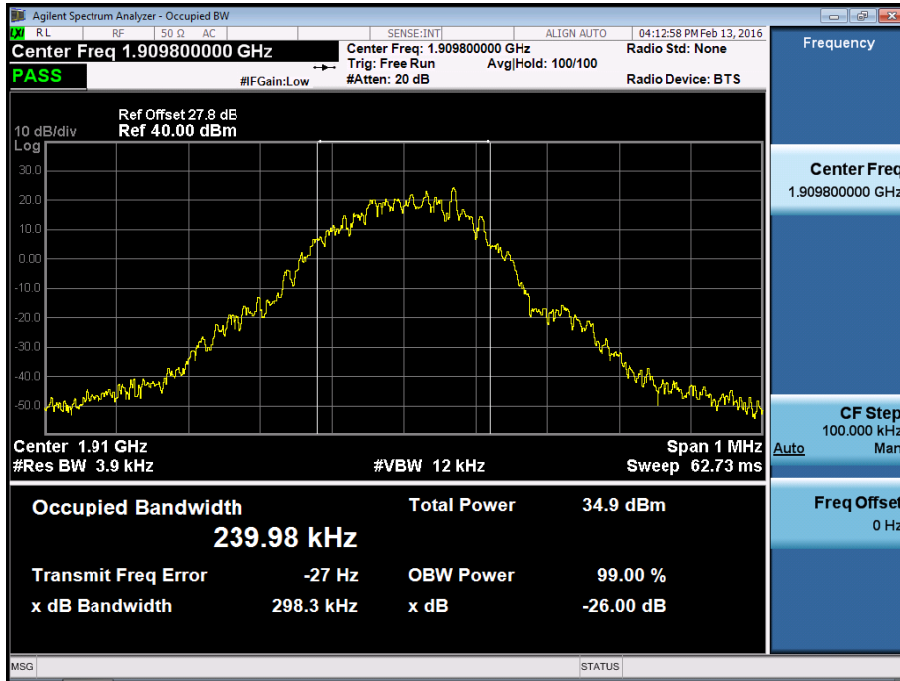 Agilent Spectrum Analyzer - Occupied BW
LXI RL RF 50 Ω AC SENSE:INT ALIGN AUTO 04:12:58 PM Feb 13, 2016
Center Freq 1.909800000 GHz
PASS
#IFGain:Low
Center Freq: 1.909800000 GHz
Trig: Free Run Avg|Hold: 100/100
#Atten: 20 dB
Radio Std: None
Radio Device: BTS
Frequency
Ref Offset 27.8 dB
10 dB/div Ref 40.00 dBm
Log
30.0
20.0
10.0
0.00
-10.0
-20.0
-30.0
-40.0
-50.0
Center Freq
1.909800000 GHz
CF Step
100.000 kHz
Auto Man
Center 1.91 GHz Span 1 MHz
#Res BW 3.9 kHz #VBW 12 kHz Sweep 62.73 ms
Freq Offset
0 Hz
Occupied Bandwidth Total Power 34.9 dBm
239.98 kHz
Transmit Freq Error -27 Hz OBW Power 99.00 %
x dB Bandwidth 298.3 kHz x dB -26.00 dB
MSG STATUS